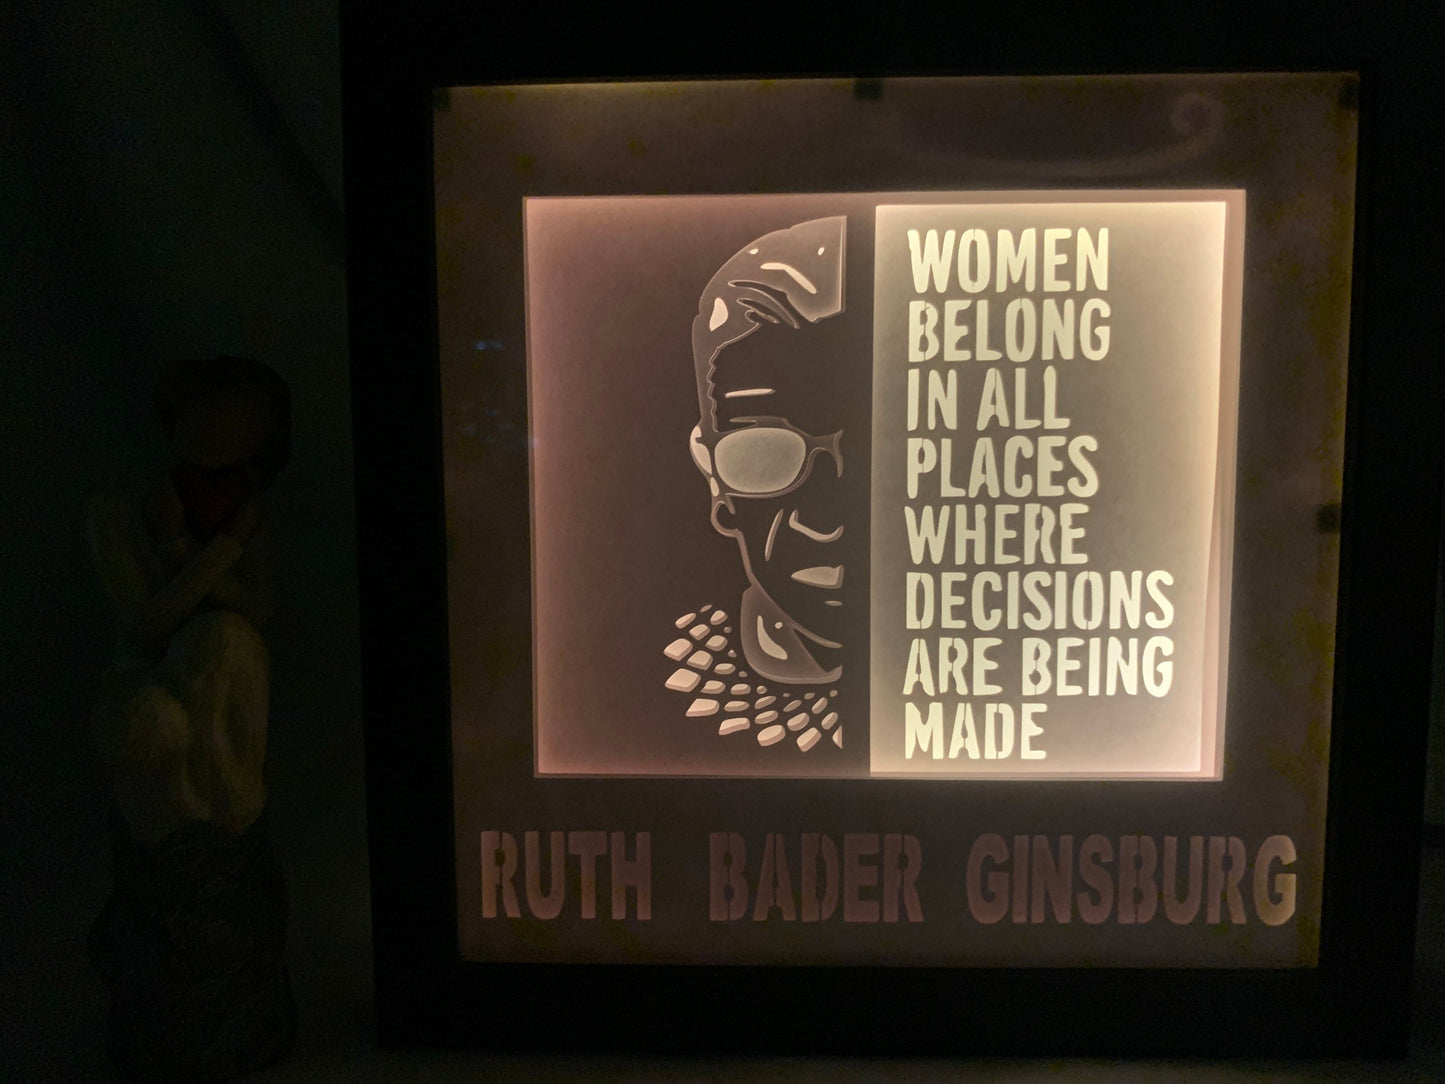 WOMEN
BELONG
IN ALL
PLACES
WHERE
DECISIONS
ARE BEING
MADE
RUTH BADER GINSBURG